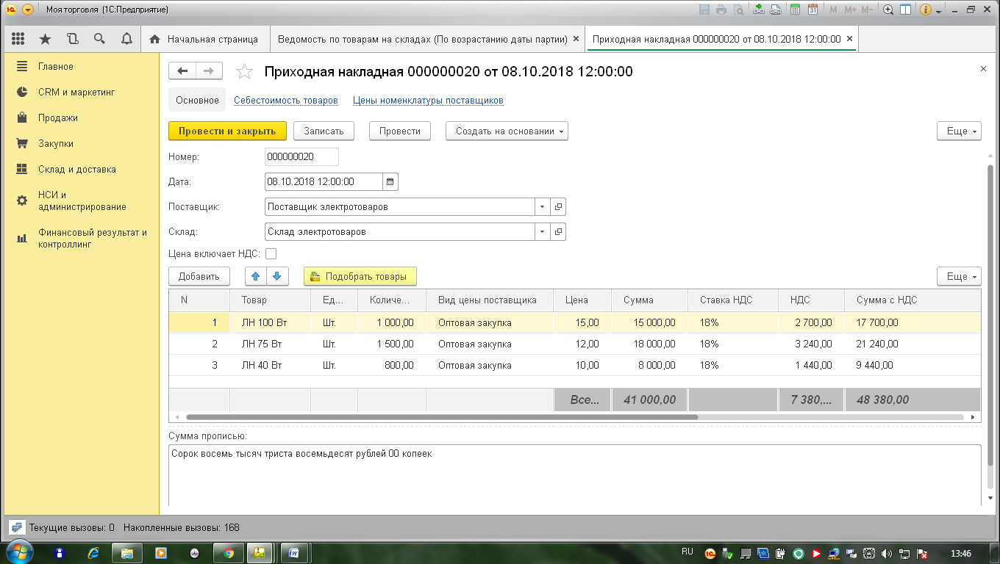 Моя торговля (1С:Предприятие)
M M+ M-
Начальная страница
Ведомость по товарам на складах (По возрастанию даты партии) ×
Приходная накладная 000000020 от 08.10.2018 12:00:00 ×
Главное
CRM и маркетинг
Продажи
Закупки
Склад и доставка
НСИ и
администрирование
Финансовый результат и
контроллинг
Приходная накладная 000000020 от 08.10.2018 12:00:00
Основное Себестоимость товаров Цены номенклатуры поставщиков
Провести и закрыть Записать Провести Создать на основании Еще
Номер: 000000020
Дата: 08.10.2018 12:00:00
Поставщик: Поставщик электротоваров
Склад: Склад электротоваров
Цена включает НДС:
Добавить Подобрать товары Еще
N Товар Ед... Количе... Вид цены поставщика Цена Сумма Ставка НДС НДС Сумма с НДС
1 ЛН 100 Вт Шт. 1 000,00 Оптовая закупка 15,00 15 000,00 18% 2 700,00 17 700,00
2 ЛН 75 Вт Шт. 1 500,00 Оптовая закупка 12,00 18 000,00 18% 3 240,00 21 240,00
3 ЛН 40 Вт Шт. 800,00 Оптовая закупка 10,00 8 000,00 18% 1 440,00 9 440,00
Все... 41 000,00 7 380,... 48 380,00
Сумма прописью:
Сорок восемь тысяч триста восемьдесят рублей 00 копеек
Текущие вызовы: 0 Накопленные вызовы: 168
RU 13:46